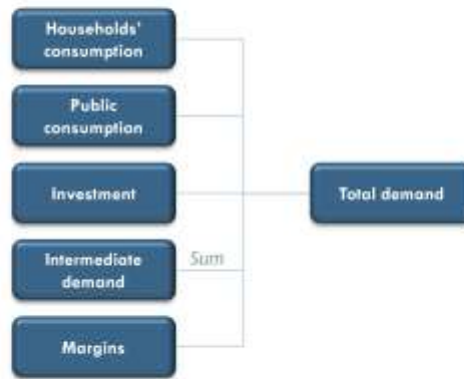 Households'
consumption
Public
consumption
Investment
Total demand
Intermediate
demand
Sum
Margins